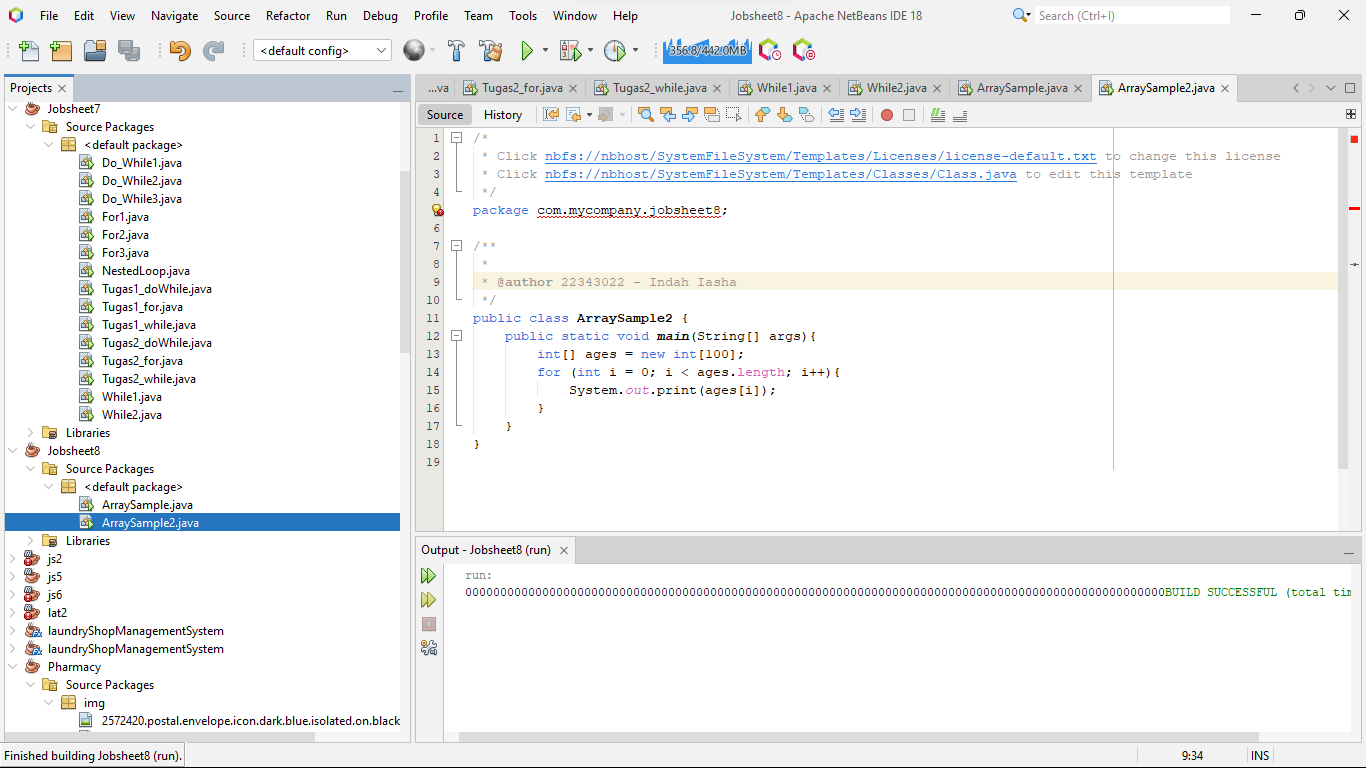 File Edit View Navigate Source Refactor Run Debug Profile Team Tools Window Help
Jobsheet8 - Apache NetBeans IDE 18
Search (Ctrl+I)
<default config>
356.8/442.0MB
Projects
Jobsheet7
Source Packages
<default package>
Do_While1.java
Do_While2.java
Do_While3.java
For1.java
For2.java
For3.java
NestedLoop.java
Tugas1_doWhile.java
Tugas1_for.java
Tugas1_while.java
Tugas2_doWhile.java
Tugas2_for.java
Tugas2_while.java
While1.java
While2.java
Libraries
Jobsheet8
Source Packages
<default package>
ArraySample.java
ArraySample2.java
Libraries
js2
js5
js6
lat2
laundryShopManagementSystem
laundryShopManagementSystem
Pharmacy
Source Packages
img
2572420.postal.envelope.icon.dark.blue.isolated.on.black
...va Tugas2_for.java Tugas2_while.java While1.java While2.java ArraySample.java ArraySample2.java
Source History
1 /*
2 * Click nbfs://nbhost/SystemFileSystem/Templates/Licenses/license-default.txt to change this license
3 * Click nbfs://nbhost/SystemFileSystem/Templates/Classes/Class.java to edit this template
4 */
package com.mycompany.jobsheet8;
6
7 /**
8 *
9 * @author 22343022 - Indah Iasha
10 */
11 public class ArraySample2 {
12 public static void main(String[] args){
13 int[] ages = new int[100];
14 for (int i = 0; i < ages.length; i++){
15 System.out.print(ages[i]);
16 }
17 }
18 }
19
Output - Jobsheet8 (run)
run:
0000000000000000000000000000000000000000000000000000000000000000000000000000000000000000000000000000BUILD SUCCESSFUL (total tim
Finished building Jobsheet8 (run).
9:34 INS